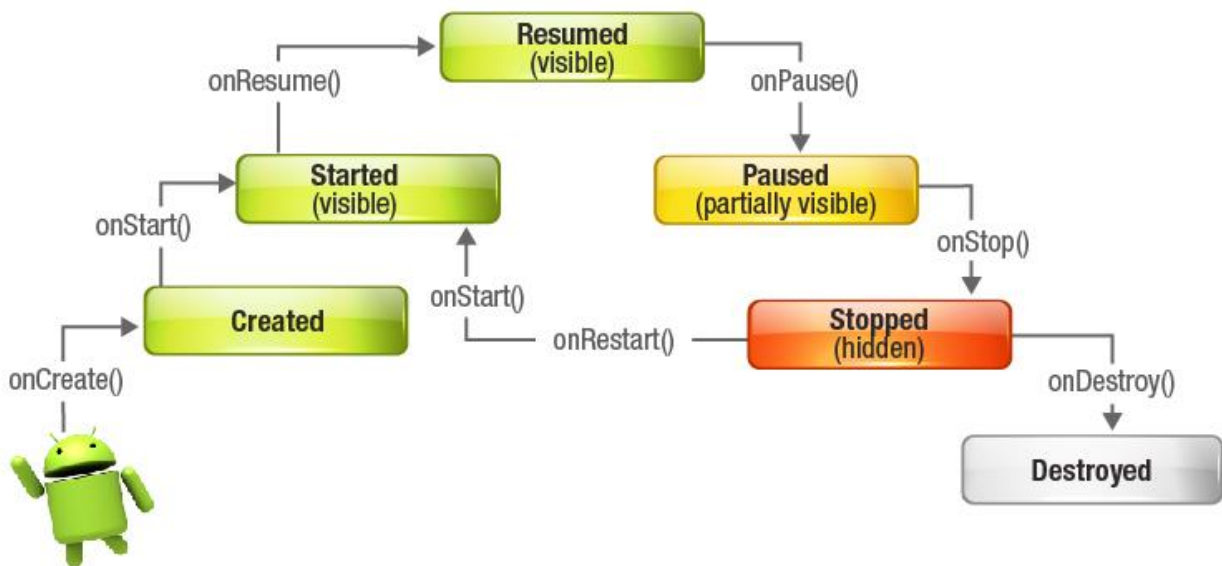 Resumed
(visible)
onResume()
onPause()
Started
(visible)
Paused
(partially visible)
onStart()
onStop()
Created
onStart()
Stopped
(hidden)
onRestart()
onCreate()
onDestroy()
Destroyed